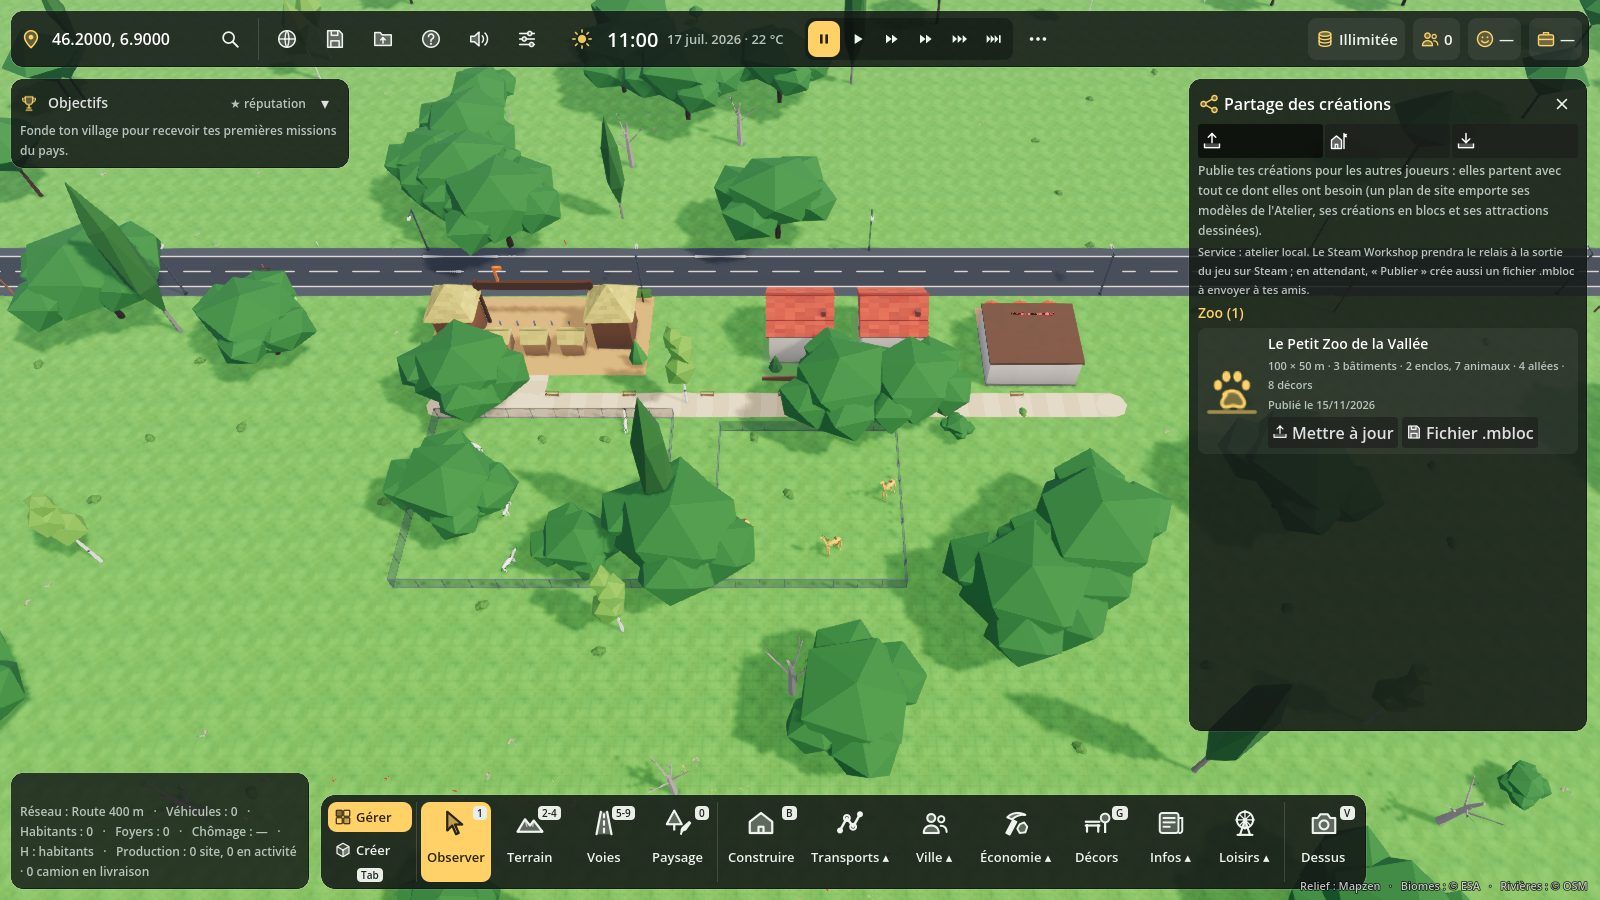 46.2000, 6.9000
11:00
17 juil. 2026 · 22 °C
Illimitée
0
—
—
Objectifs
★ réputation ▼
Fonde ton village pour recevoir tes premières missions
du pays.
Partage des créations
Publie tes créations pour les autres joueurs : elles partent avec
tout ce dont elles ont besoin (un plan de site emporte ses
modèles de l'Atelier, ses créations en blocs et ses attractions
dessinées).
Service : atelier local. Le Steam Workshop prendra le relais à la sortie
du jeu sur Steam ; en attendant, « Publier » crée aussi un fichier .mbloc
à envoyer à tes amis.
Zoo (1)
Le Petit Zoo de la Vallée
100 × 50 m · 3 bâtiments · 2 enclos, 7 animaux · 4 allées ·
8 décors
Publié le 15/11/2026
Mettre à jour
Fichier .mbloc
Réseau : Route 400 m · Véhicules : 0 ·
Habitants : 0 · Foyers : 0 · Chômage : — ·
H : habitants · Production : 0 site, 0 en activité
· 0 camion en livraison
Gérer
Créer
Tab
1
Observer
2-4
Terrain
5-9
Voies
0
Paysage
B
Construire
Transports ▲
Ville ▲
Économie ▲
G
Décors
Infos ▲
Loisirs ▲
V
Dessus
Relief : Mapzen · Biomes : © ESA · Rivières : © OSM